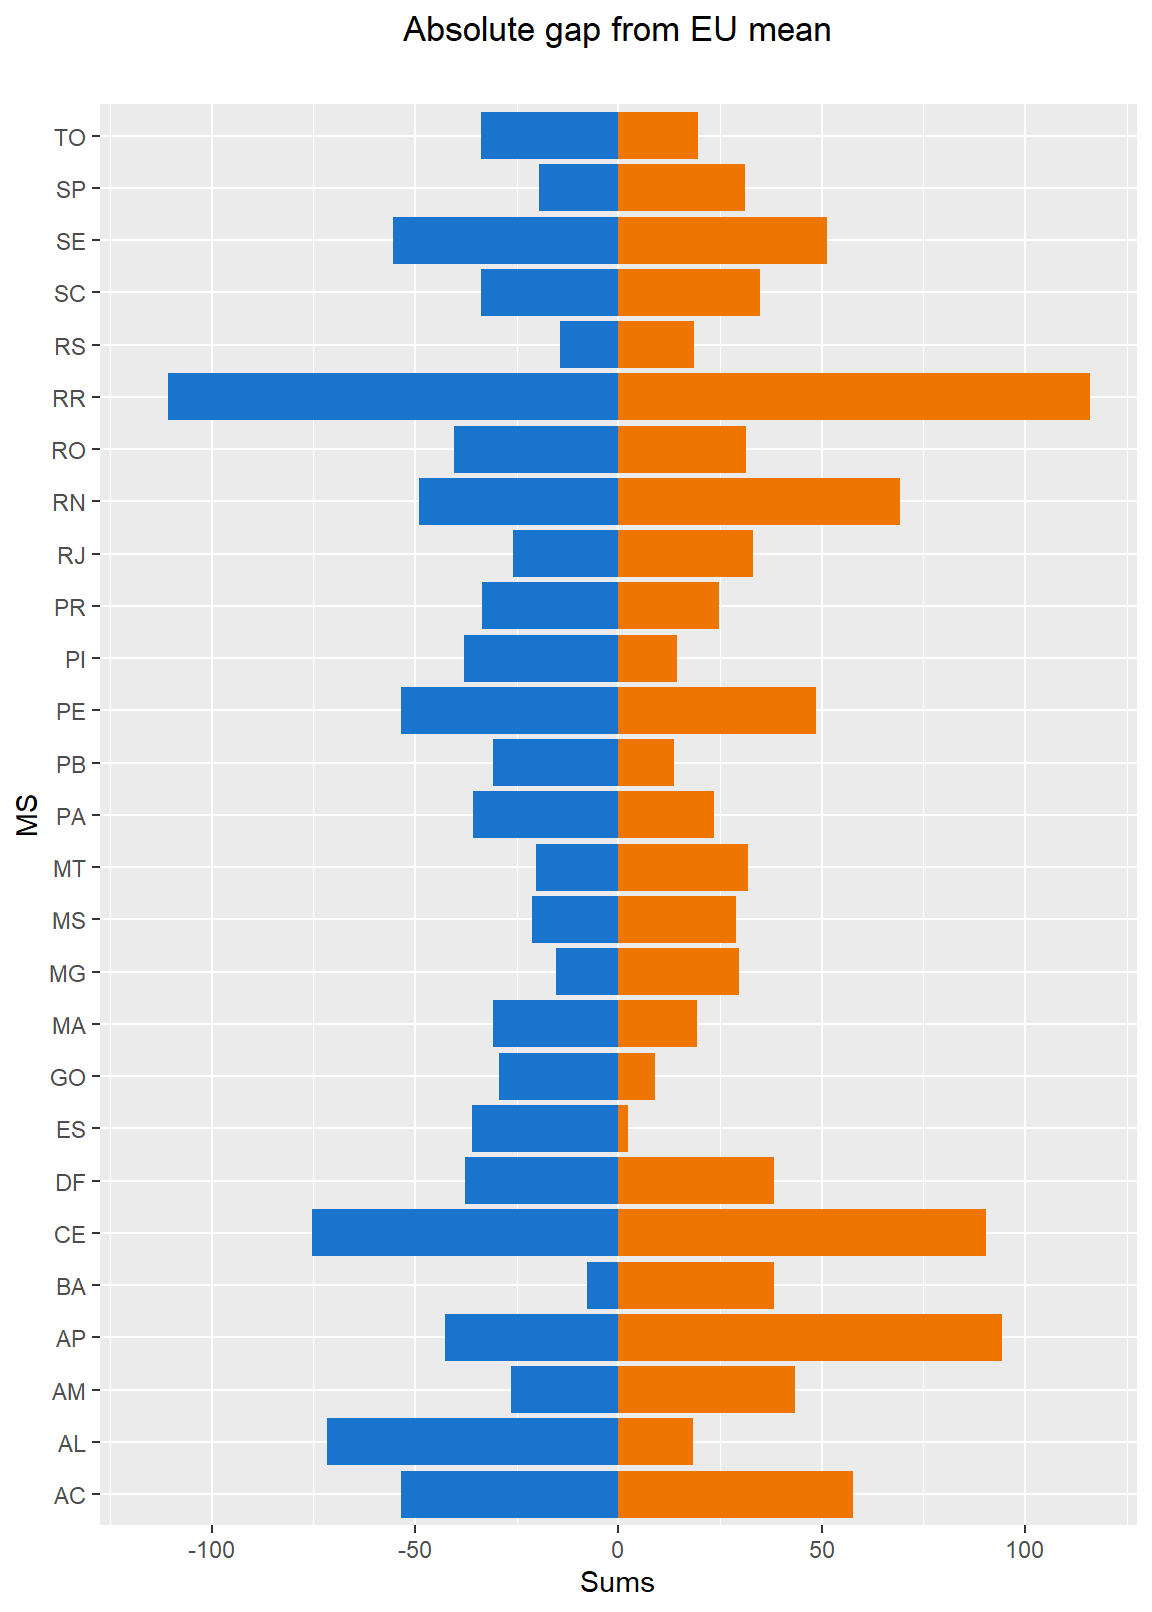 Absolute gap from EU mean
TO
SP
SE
SC
RS
RR
RO
RN
RJ
PR
PI
PE
PB
PA
MT
MS
MG
MA
GO
ES
DF
CE
BA
AP
AM
AL
AC
MS
-100 -50 0 50 100
Sums